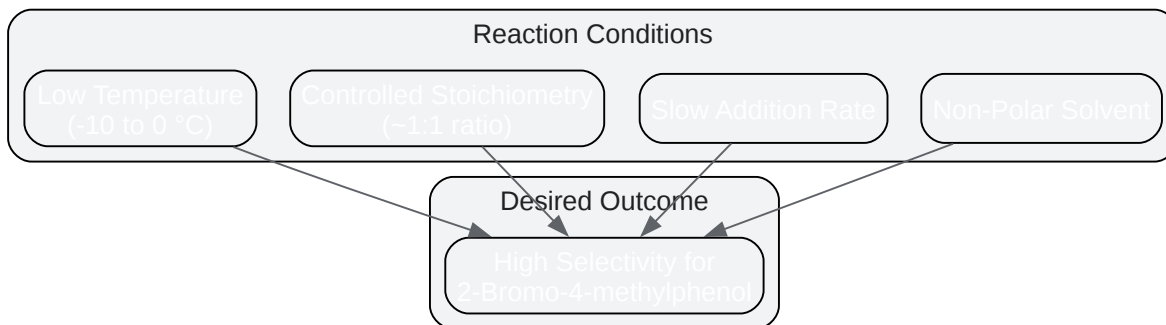 Reaction Conditions
Low Temperature
(-10 to 0 °C)
Controlled Stoichiometry
(~1:1 ratio)
Slow Addition Rate
Non-Polar Solvent
Desired Outcome
High Selectivity for
2-Bromo-4-methylphenol